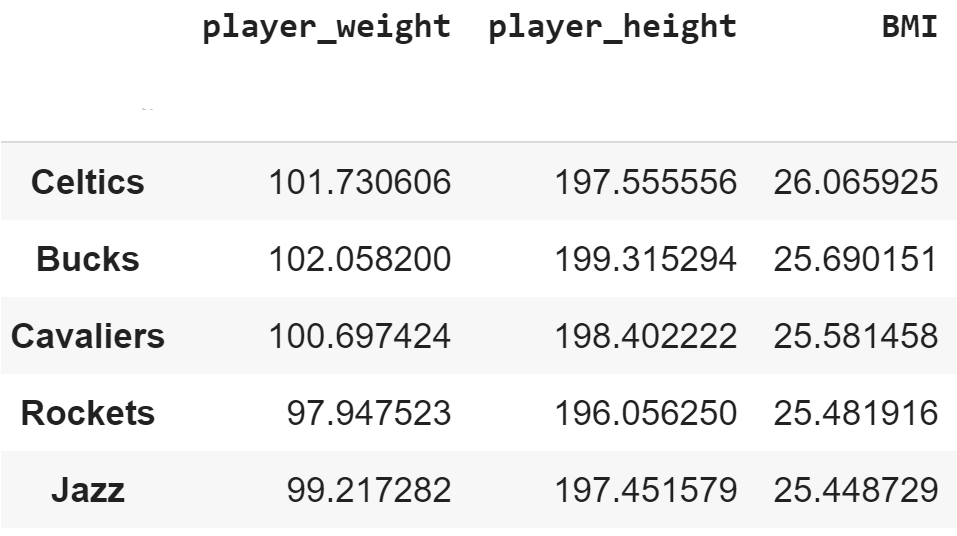 player_weight player_height BMI
Celtics 101.730606 197.555556 26.065925
Bucks 102.058200 199.315294 25.690151
Cavaliers 100.697424 198.402222 25.581458
Rockets 97.947523 196.056250 25.481916
Jazz 99.217282 197.451579 25.448729